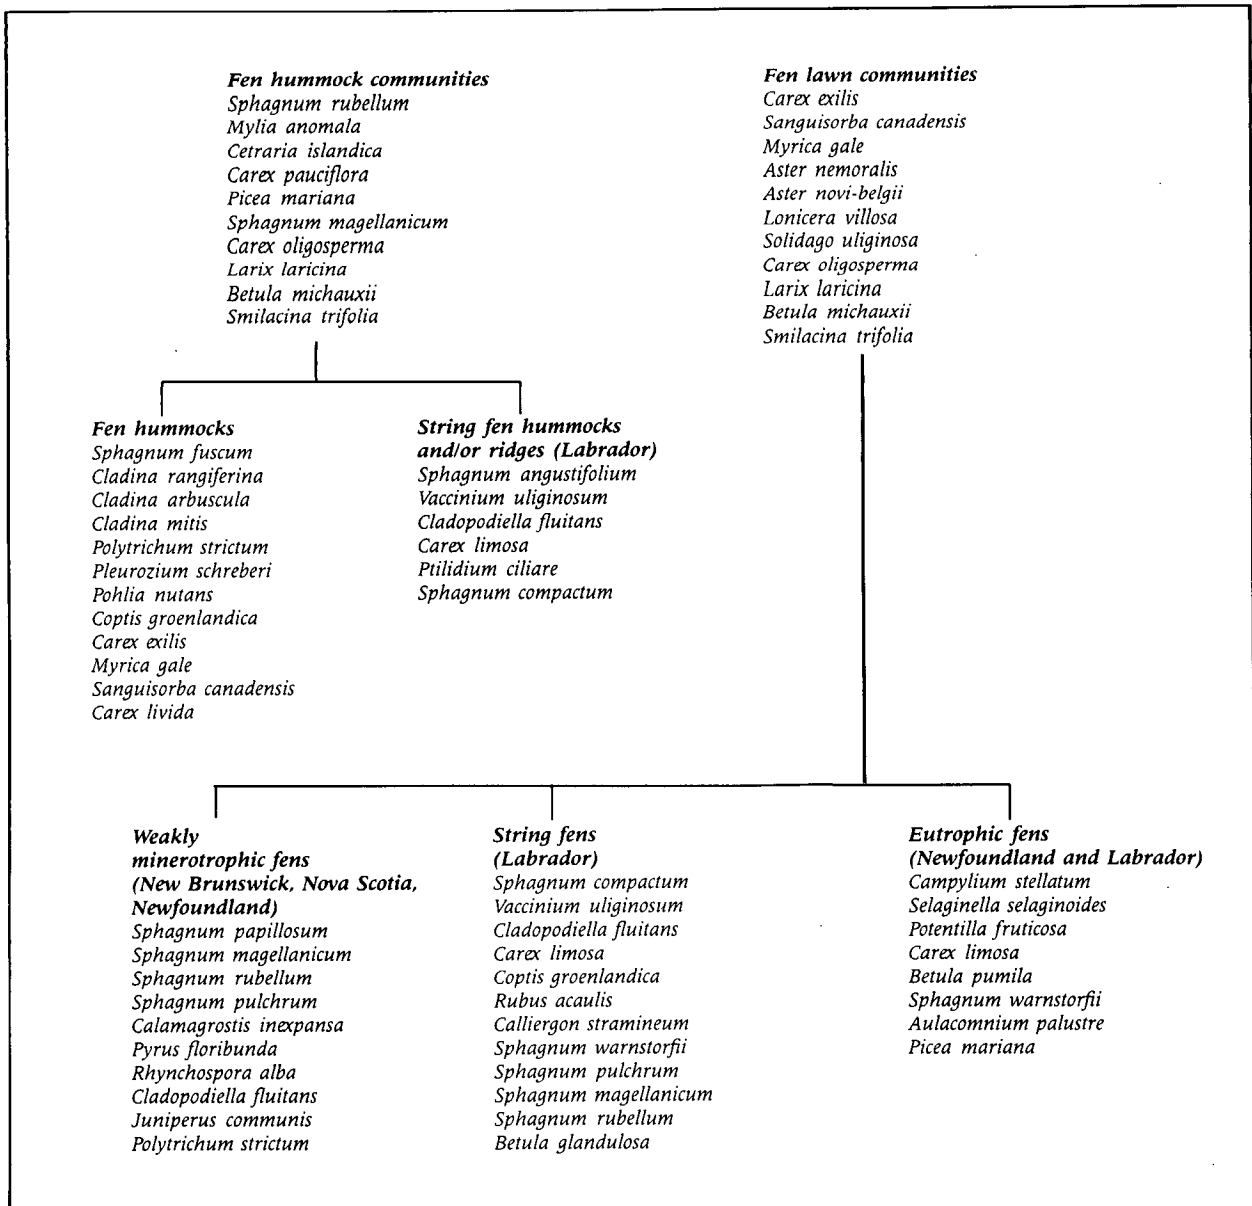 Fen hummock communities
Sphagnum rubellum
Mylia anomala
Cetraria islandica
Carex pauciflora
Picea mariana
Sphagnum magellanicum
Carex oligosperma
Larix laricina
Betula michauxii
Smilacina trifolia
Fen lawn communities
Carex exilis
Sanguisorba canadensis
Myrica gale
Aster nemoralis
Aster novi-belgii
Lonicera villosa
Solidago uliginosa
Carex oligosperma
Larix laricina
Betula michauxii
Smilacina trifolia
Fen hummocks
Sphagnum fuscum
Cladina rangiferina
Cladina arbuscula
Cladina mitis
Polytrichum strictum
Pleurozium schreberi
Pohlia nutans
Coptis groenlandica
Carex exilis
Myrica gale
Sanguisorba canadensis
Carex livida
String fen hummocks
and/or ridges (Labrador)
Sphagnum angustifolium
Vaccinium uliginosum
Cladopodiella fluitans
Carex limosa
Ptilidium ciliare
Sphagnum compactum
Weakly
minerotrophic fens
(New Brunswick, Nova Scotia,
Newfoundland)
Sphagnum papillosum
Sphagnum magellanicum
Sphagnum rubellum
Sphagnum pulchrum
Calamagrostis inexpansa
Pyrus floribunda
Rhynchospora alba
Cladopodiella fluitans
Juniperus communis
Polytrichum strictum
String fens
(Labrador)
Sphagnum compactum
Vaccinium uliginosum
Cladopodiella fluitans
Carex limosa
Coptis groenlandica
Rubus acaulis
Calliergon stramineum
Sphagnum warnstorfii
Sphagnum pulchrum
Sphagnum magellanicum
Sphagnum rubellum
Betula glandulosa
Eutrophic fens
(Newfoundland and Labrador)
Campylium stellatum
Selaginella selaginoides
Potentilla fruticosa
Carex limosa
Betula pumila
Sphagnum warnstorfii
Aulacomnium palustre
Picea mariana